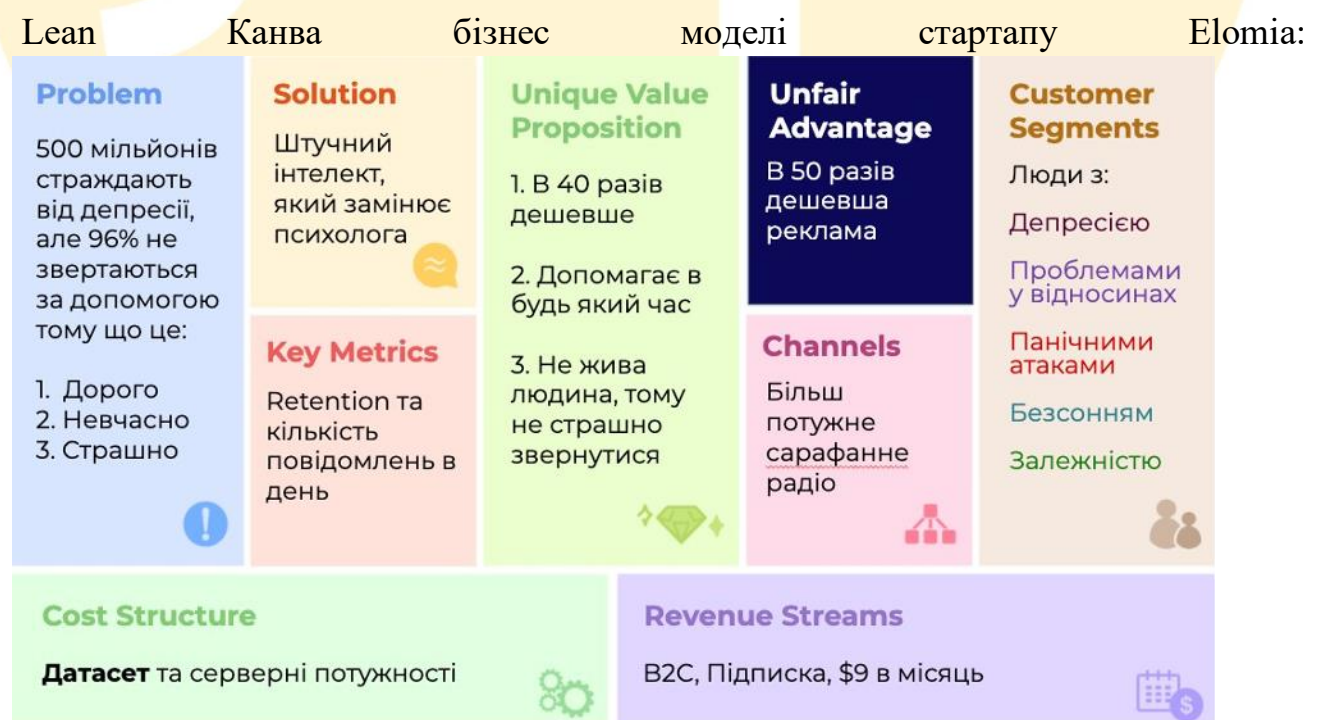 Lean Канва бізнес моделі стартапу Elomia:
Problem
500 мільйонів
страждають
від депресії,
але 96% не
звертаються
за допомогою
тому що це:
1. Дорого
2. Невчасно
3. Страшно
Solution
Штучний
інтелект,
який замінює
психолога
Key Metrics
Retention та
кількість
повідомлень в
день
Unique Value
Proposition
1. В 40 разів
дешевше
2. Допомагає в
будь який час
3. Не жива
людина, тому
не страшно
звернутися
Unfair
Advantage
В 50 разів
дешевша
реклама
Channels
Більш
потужне
сарафанне
радіо
Customer
Segments
Люди з:
Депресією
Проблемами
у відносинах
Панічними
атаками
Безсонням
Залежністю
Cost Structure
Датасет та серверні потужності
Revenue Streams
B2C, Підписка, $9 в місяць